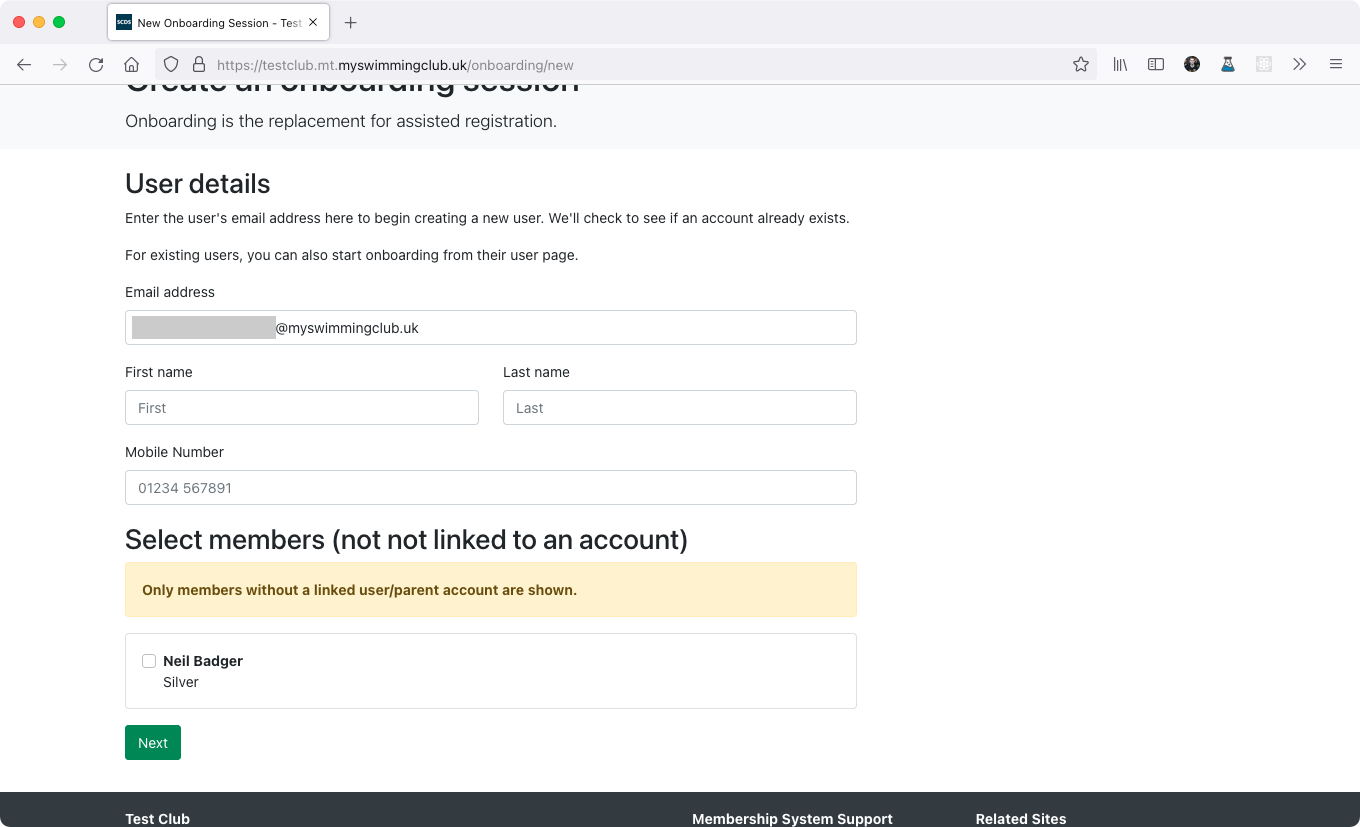 SCDS New Onboarding Session - Test
https://testclub.mt.myswimmingclub.uk/onboarding/new
Create an onboarding session
Onboarding is the replacement for assisted registration.
User details
Enter the user's email address here to begin creating a new user. We'll check to see if an account already exists.
For existing users, you can also start onboarding from their user page.
Email address
@myswimmingclub.uk
First name Last name
First Last
Mobile Number
01234 567891
Select members (not not linked to an account)
Only members without a linked user/parent account are shown.
Neil Badger
Silver
Next
Test Club Membership System Support Related Sites